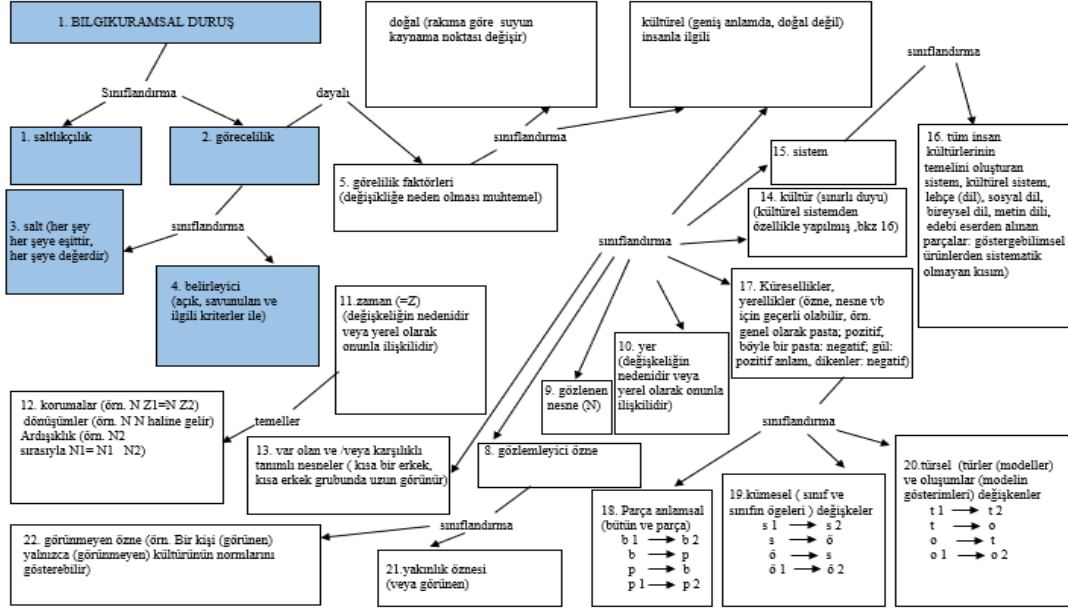 1. BILGIKURAMSAL DURUŞ
doğal (rakıma göre suyun
kaynama noktası değişir)
kültürel (geniş anlamda, doğal değil)
insanla ilgili
sınıflandırma
Sınıflandırma
dayalı
1. saltlıkçılık
2. görecelilik
sınıflandırma
5. görelilik faktörleri
(değişikliğe neden olması muhtemel)
15. sistem
16. tüm insan
kültürlerinin
temelini oluşturan
sistem, kültürel sistem,
lehçe (dil), sosyal dil,
bireysel dil, metin dili,
edebi eserden alınan
parçalar: göstergebilimsel
ürünlerden sistematik
olmayan kısım)
14. kültür (sınırlı duyu)
(kültürel sistemden
özellikle yapılmış ,bkz 16)
3. salt (her şey
her şeye eşittir,
her şeye değerdir)
sınıflandırma
sınıflandırma
4. belirleyici
(açık, savunulan ve
ilgili kriterler ile)
11.zaman (=Z)
(değişkeliğin nedenidir
veya yerel olarak
onunla ilişkilidir)
17. Küresellikler,
yerellikler (özne, nesne vb
için geçerli olabilir, örn.
genel olarak pasta; pozitif,
böyle bir pasta: negatif; gül:
pozitif anlam, dikenler: negatif)
10. yer
(değişkeliğin
nedenidir veya
yerel olarak onunla
ilişkilidir)
9. gözlenen
nesne (N)
12. korumalar (örn. N Z1=N Z2)
dönüşümler (örn. N N haline gelir)
Ardışıklık (örn. N2
sırasıyla N1= N1 N2)
temeller
13. var olan ve /veya karşılıklı
tanımlı nesneler ( kısa bir erkek,
kısa erkek grubunda uzun görünür)
8. gözlemleyici özne
sınıflandırma
18. Parça anlamsal
(bütün ve parça)
b 1 → b 2
b → p
p → b
p 1 → p 2
19.kümesel ( sınıf ve
sınıfın ögeleri ) değişkeler
s 1 → s 2
s → ö
ö → s
ö 1 → ö 2
20.türsel (türler (modeller)
ve oluşumlar (modelin
gösterimleri) değişkenler
t 1 → t 2
t → o
o → t
o 1 → o 2
sınıflandırma
22. görünmeyen özne (örn. Bir kişi (görünen)
yalnızca (görünmeyen) kültürünün normlarını
gösterebilir)
21.yakınlık öznesi
(veya görünen)